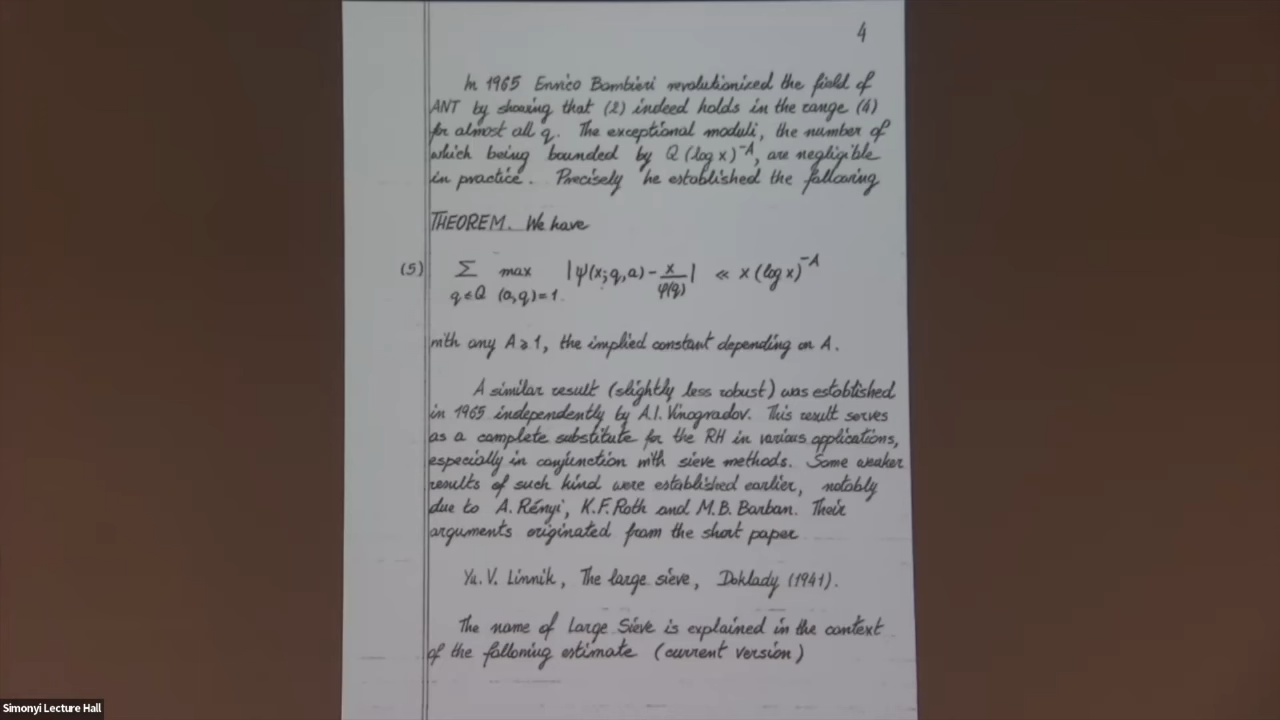 4
In 1965 Enrico Bombieri revolutionized the field of
ANT by showing that (2) indeed holds in the range (4)
for almost all q. The exceptional moduli, the number of
which being bounded by Q (log x)^-A, are negligible
in practice. Precisely he established the following
THEOREM. We have
(5) Σ_{q≤Q} max_{(a,q)=1} |ψ(x;q,a) - x/φ(q)| ≪ x (log x)^-A
with any A ≥ 1, the implied constant depending on A.
A similar result (slightly less robust) was established
in 1965 independently by A.I. Vinogradov. This result serves
as a complete substitute for the RH in various applications,
especially in conjunction with sieve methods. Some weaker
results of such kind were established earlier, notably
due to A. Rényi, K.F. Roth and M.B. Barban. Their
arguments originated from the short paper
Yu. V. Linnik, The large sieve, Doklady (1941).
The name of Large Sieve is explained in the context
of the following estimate (current version)
Simonyi Lecture Hall